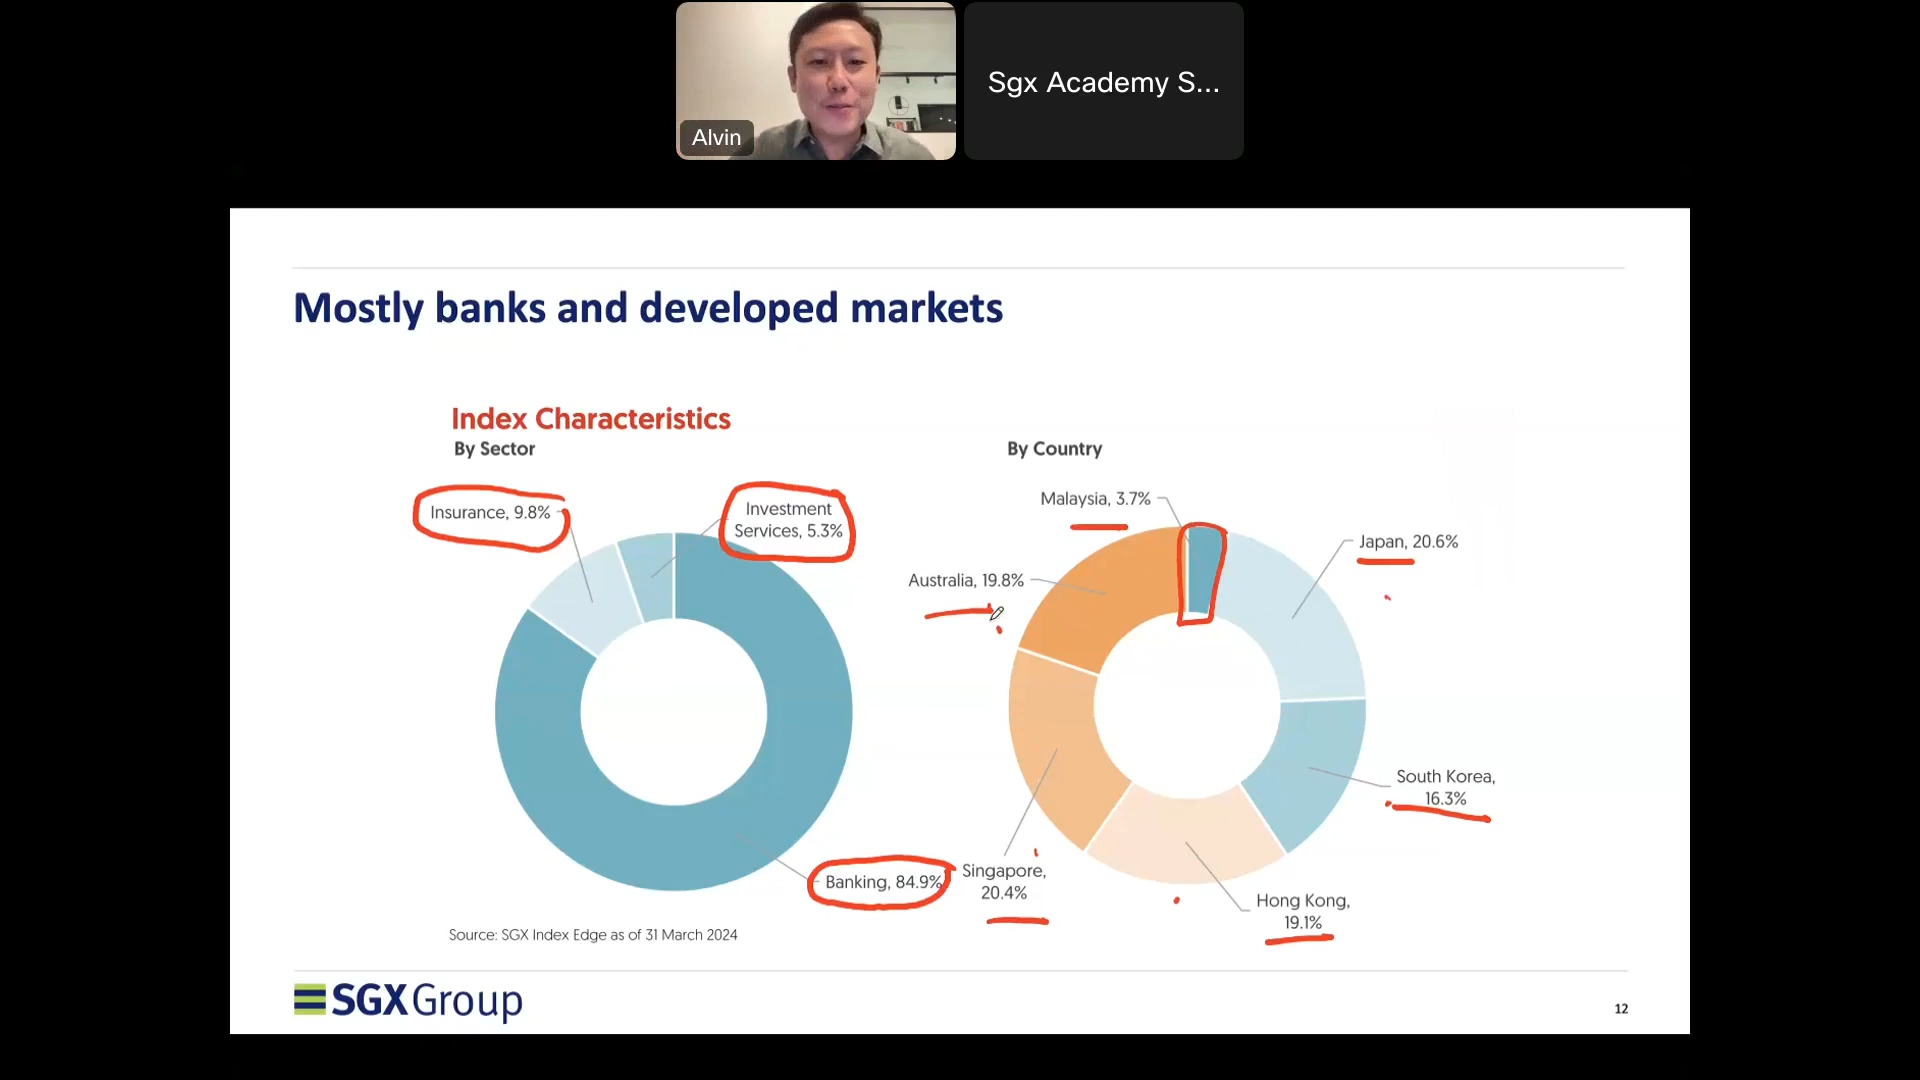 Alvin
Sgx Academy S...
Mostly banks and developed markets
Index Characteristics
By Sector
Insurance, 9.8%
Investment
Services, 5.3%
Banking, 84.9%
By Country
Malaysia, 3.7%
Japan, 20.6%
Australia, 19.8%
South Korea,
16.3%
Singapore,
20.4%
Hong Kong,
19.1%
Source: SGX Index Edge as of 31 March 2024
SGXGroup
12